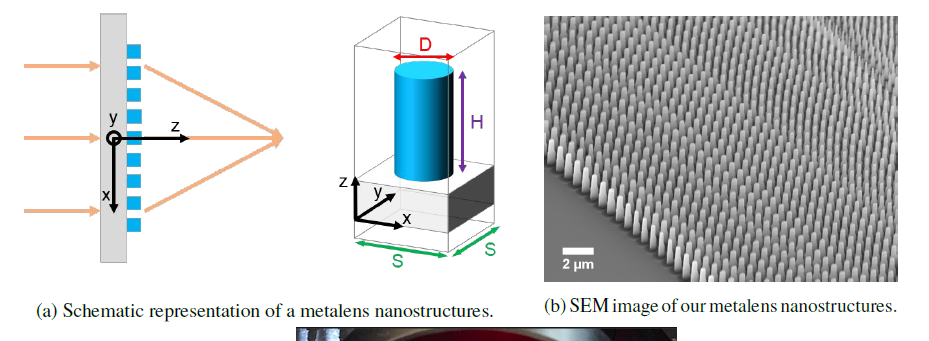 y
z
x
D
H
z
y
x
S
S
2 μm
(a) Schematic representation of a metalens nanostructures.
(b) SEM image of our metalens nanostructures.